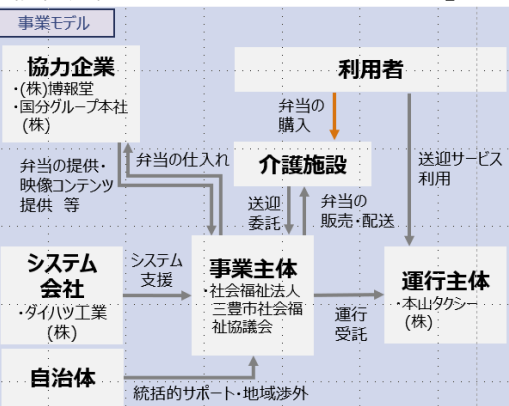 事業モデル
協力企業
・(株)博報堂
・国分グループ本社
(株)
利用者
弁当の
購入
送迎サービス
利用
弁当の提供・
映像コンテンツ
提供 等
弁当の仕入れ
介護施設
送迎
委託
弁当の
販売・配送
システム
会社
・ダイハツ工業
(株)
システム
支援
事業主体
・社会福祉法人
三豊市社会福
祉協議会
運行
受託
運行主体
・本山タクシー
(株)
自治体
統括的サポート・地域渉外